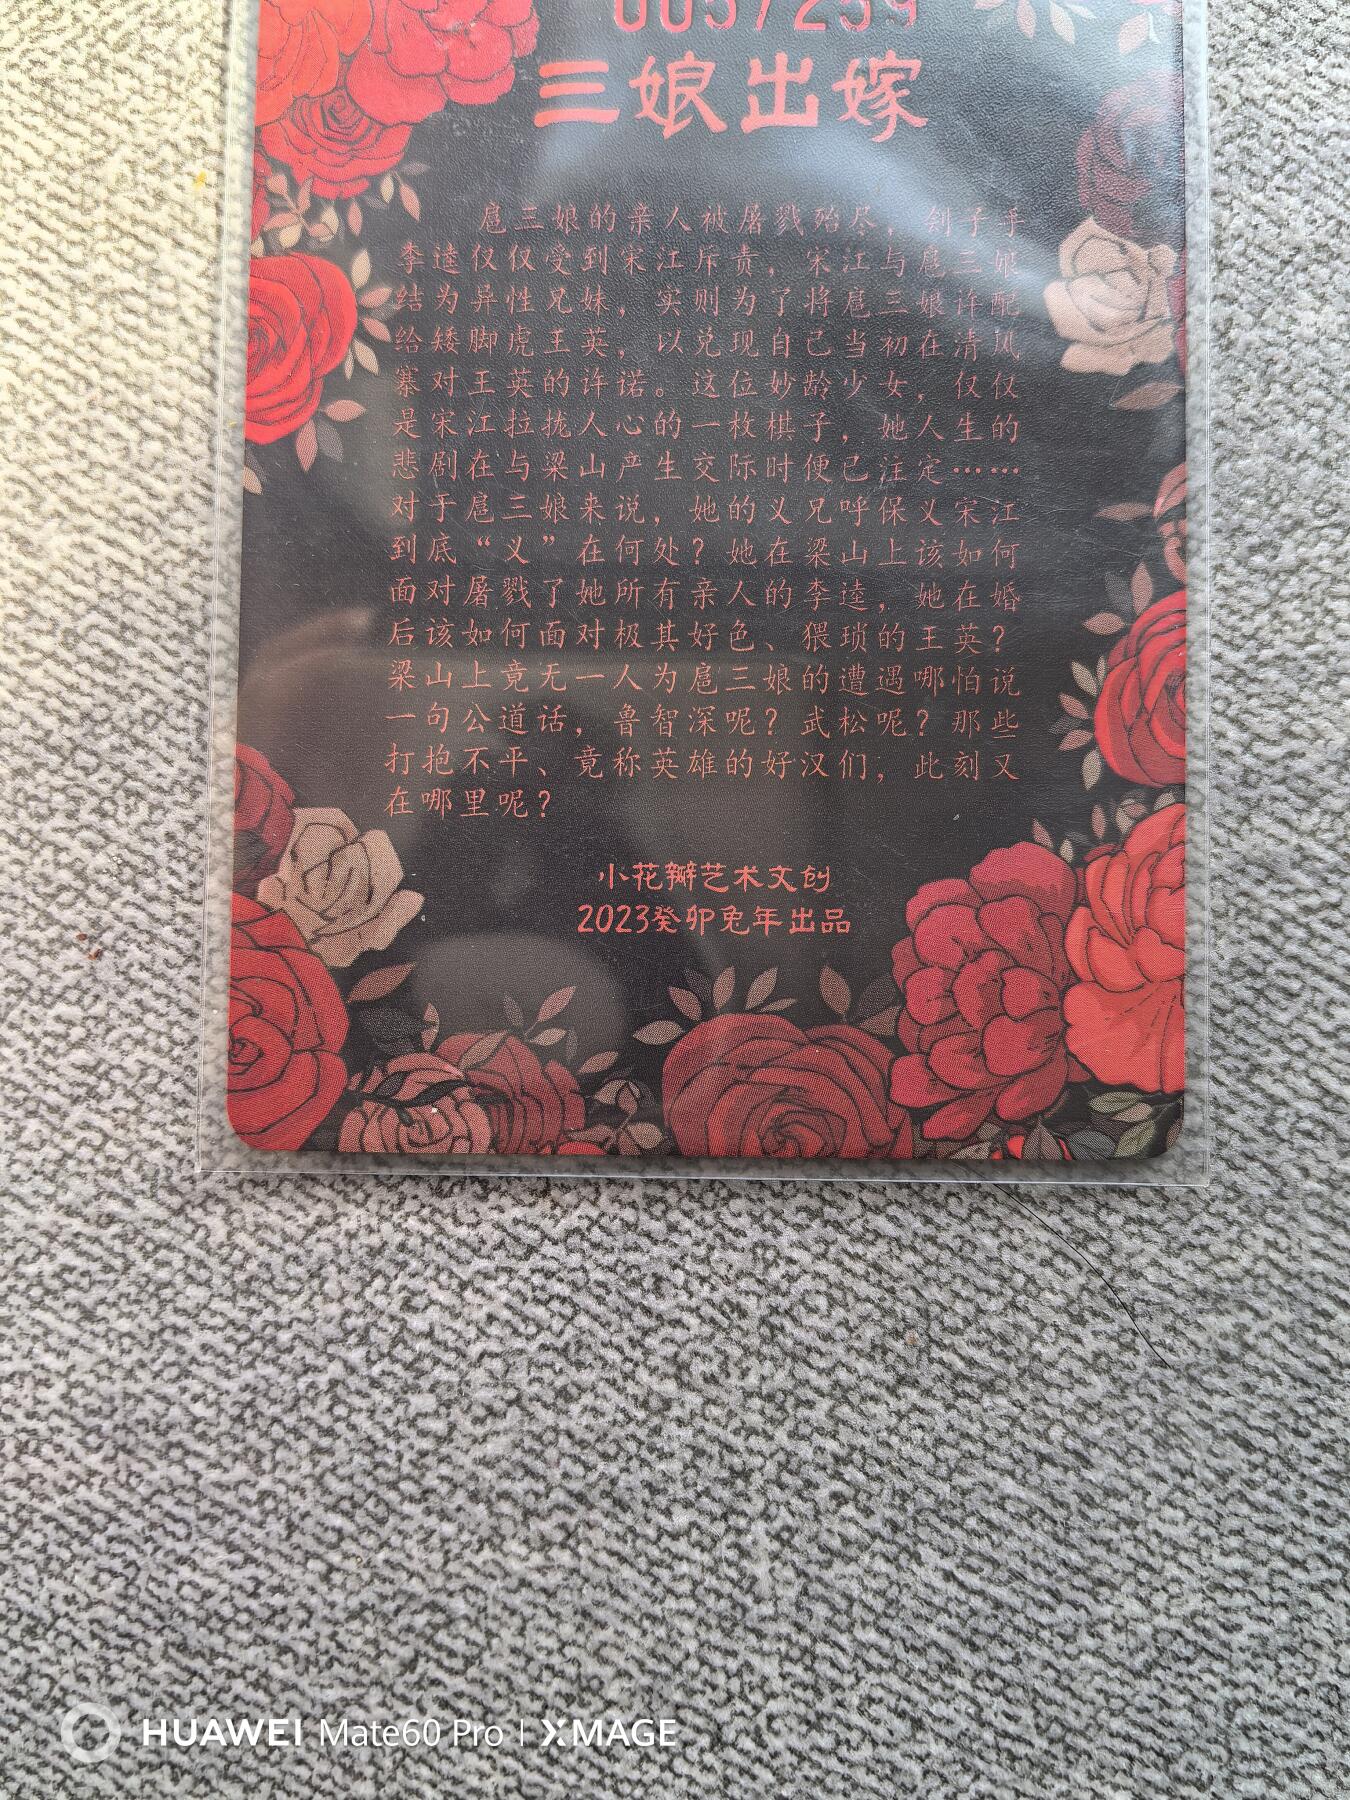 005/259
三娘出嫁
扈三娘的亲人被屠戮殆尽，刽子手
李逵仅仅受到宋江斥责，宋江与扈三娘
结为异性兄妹，实则为了将扈三娘许配
给矮脚虎王英，以兑现自己当初在清风
寨对王英的许诺。这位妙龄少女，仅仅
是宋江拉拢人心的一枚棋子，她人生的
悲剧在与梁山产生交际时便已注定……
对于扈三娘来说，她的义兄呼保义宋江
到底“义”在何处？她在梁山上该如何
面对屠戮了她所有亲人的李逵，她在婚
后该如何面对极其好色、猥琐的王英？
梁山上竟无一人为扈三娘的遭遇哪怕说
一句公道话，鲁智深呢？武松呢？那些
打抱不平、竟称英雄的好汉们，此刻又
在哪里呢？
小花瓣艺术文创
2023癸卯兔年出品
HUAWEI Mate60 Pro | XMAGE